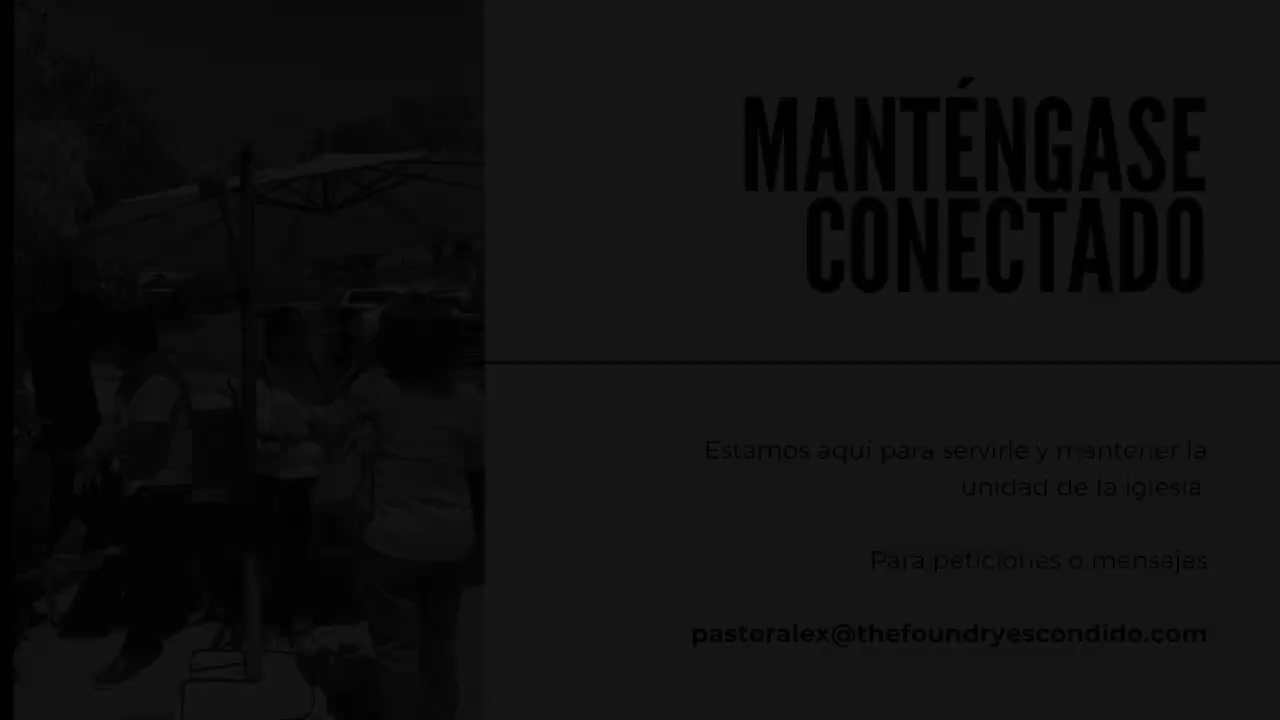 MANTÉNGASE
CONECTADO
Estamos aquí para servirle y mantener la
unidad de la iglesia.
Para peticiones o mensajes
pastoralex@thefoundryescondido.com